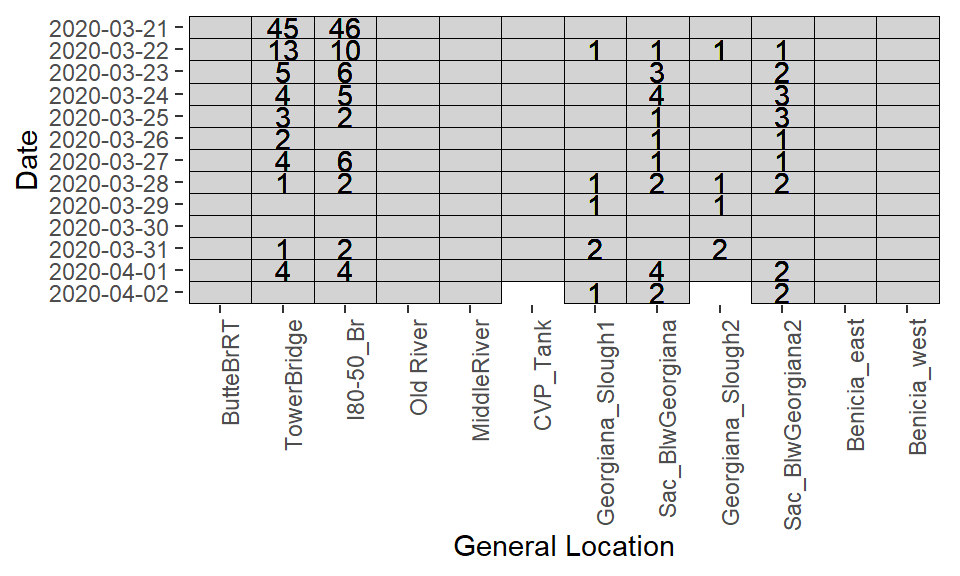 2020-03-21 45 46
2020-03-22 13 10 1 1 1 1
2020-03-23 5 6 3 2
2020-03-24 4 5 4 3
2020-03-25 3 2 1 3
2020-03-26 2 1 1
2020-03-27 4 6 1 1
2020-03-28 1 2 1 2 1 2
2020-03-29 1 1
2020-03-30
2020-03-31 1 2 2 2
2020-04-01 4 4 4 2
2020-04-02 1 2 2
Date
ButteBrRT
TowerBridge
I80-50_Br
Old River
MiddleRiver
CVP_Tank
Georgiana_Slough1
Sac_BlwGeorgiana
Georgiana_Slough2
Sac_BlwGeorgiana2
Benicia_east
Benicia_west
General Location